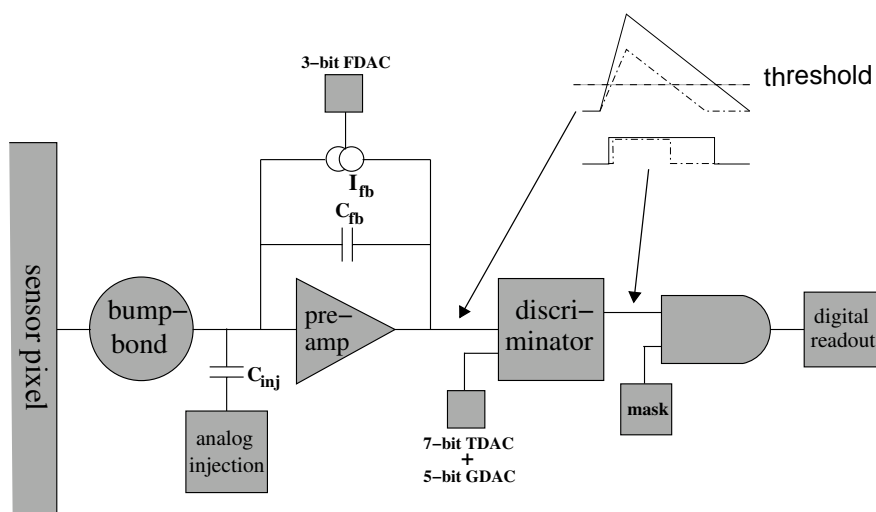 3−bit FDAC
I_fb
C_fb
threshold
sensor pixel
bump−
bond
pre−
amp
discri−
minator
digital
readout
C_inj
analog
injection
mask
7−bit TDAC
+
5−bit GDAC